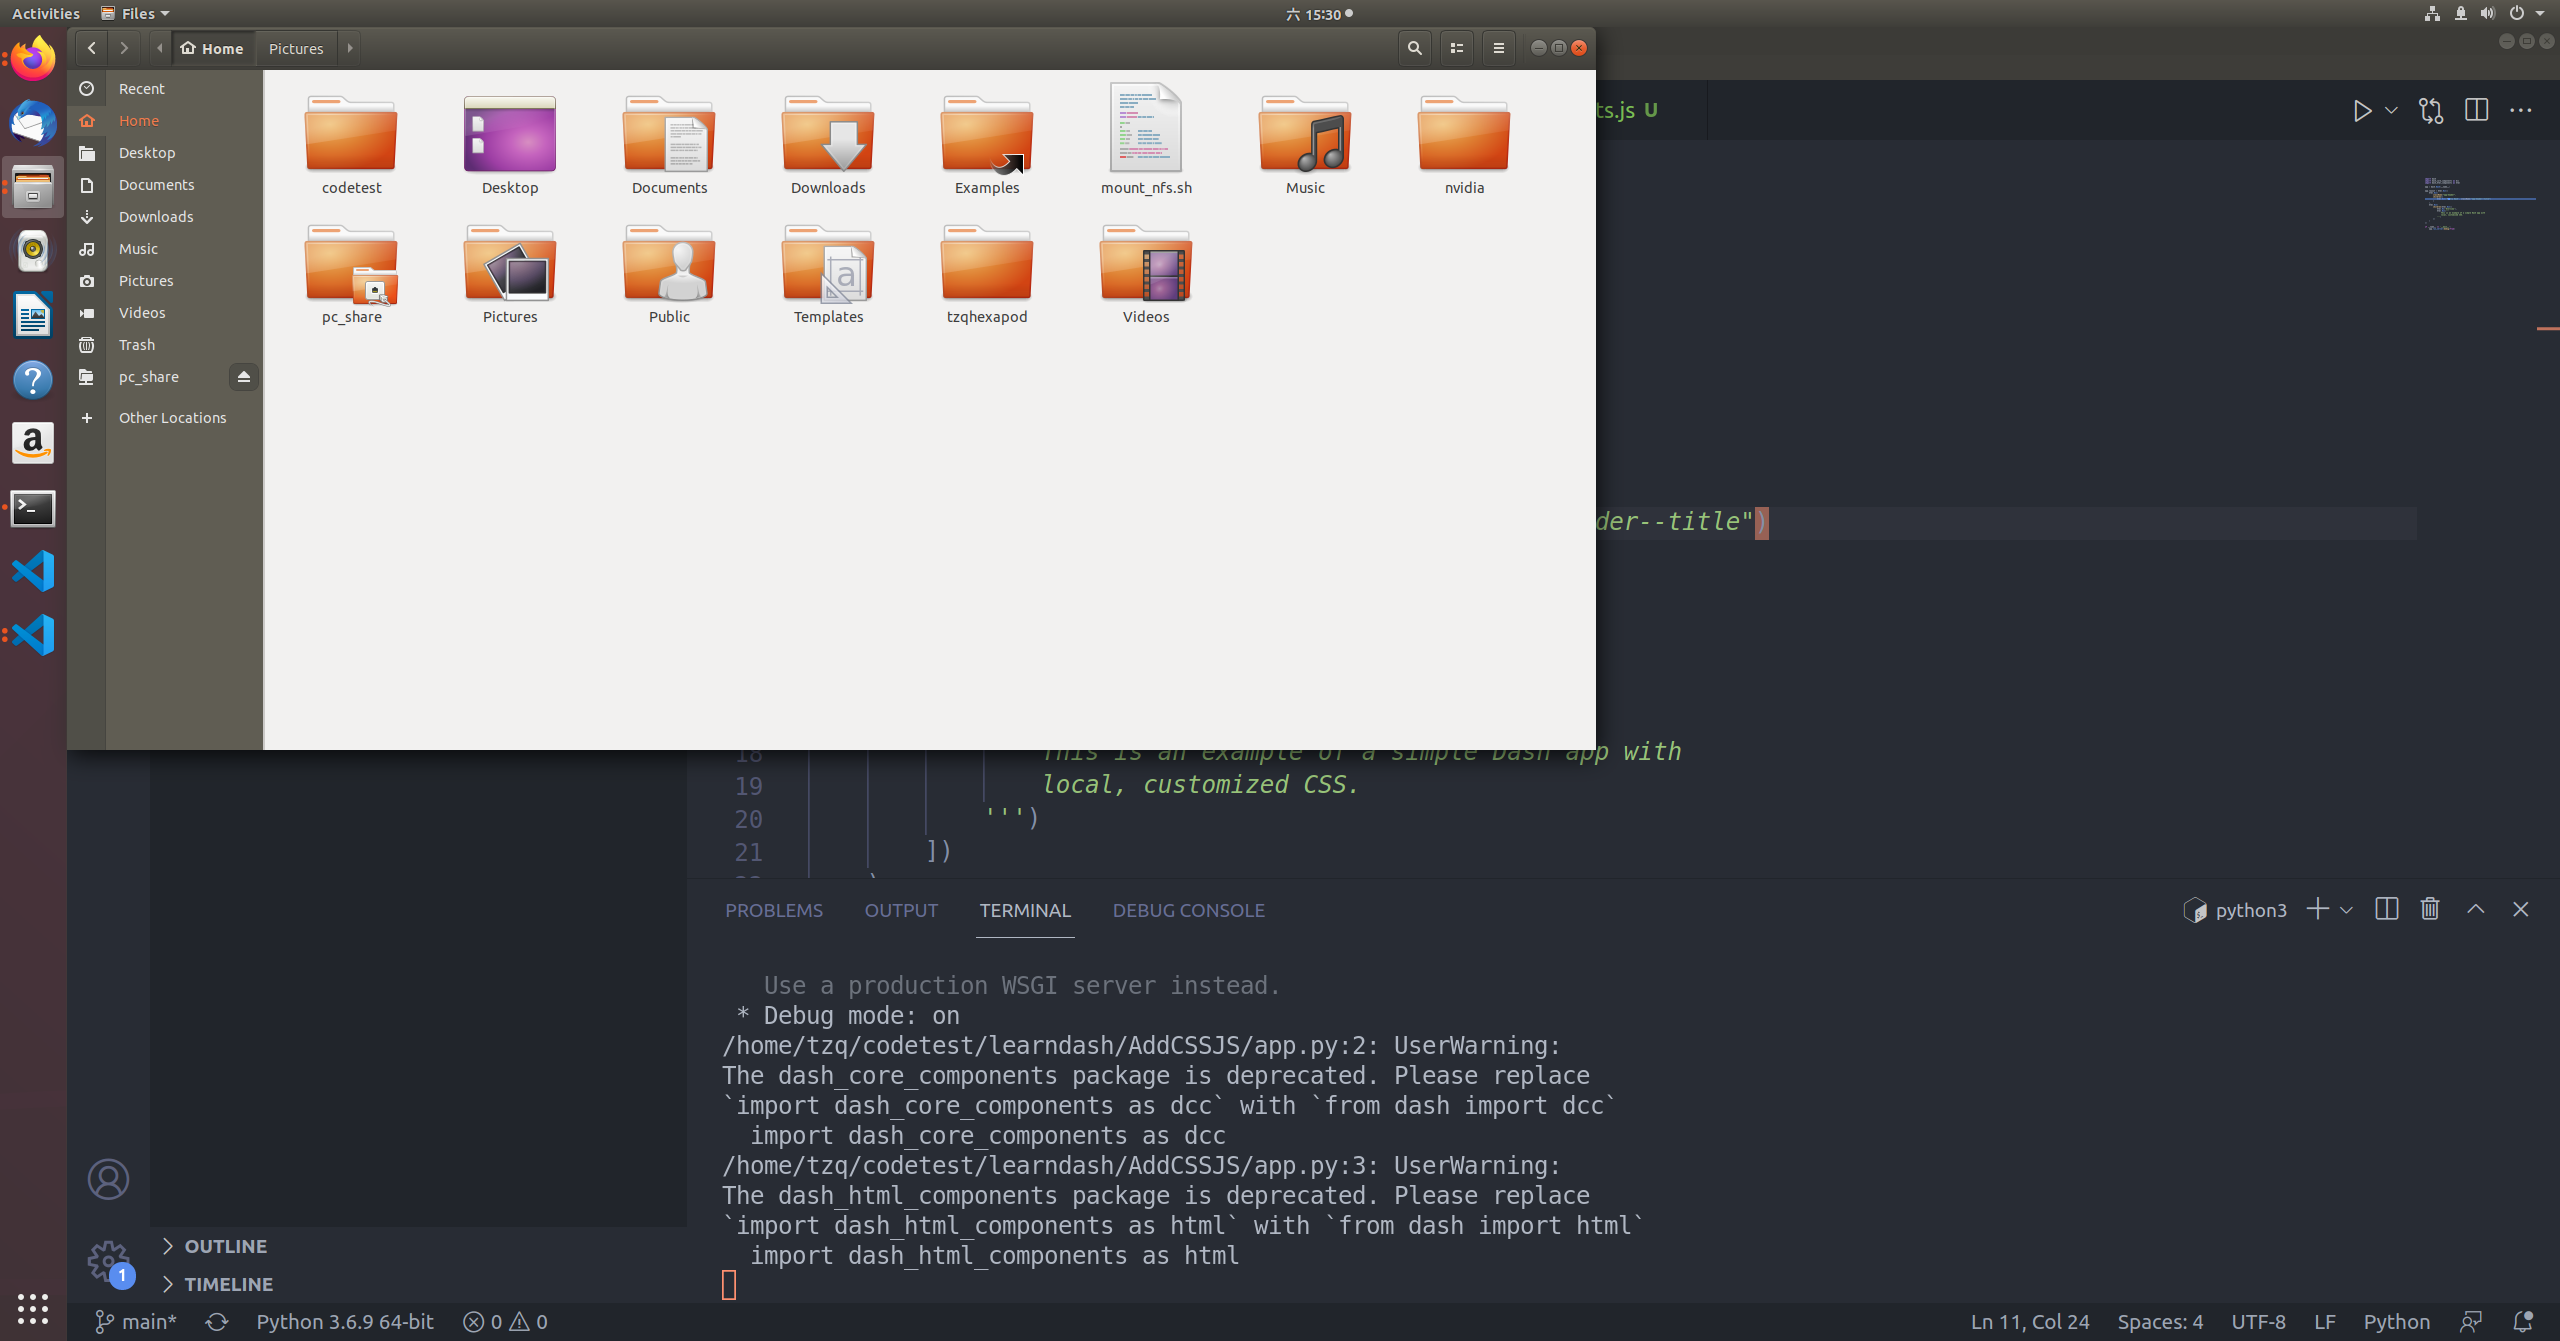 Activities
Files
六 15∶30
Home
Pictures
Recent
Home
Desktop
Documents
Downloads
Music
Pictures
Videos
Trash
pc_share
Other Locations
codetest
Desktop
Documents
Downloads
Examples
mount_nfs.sh
Music
nvidia
pc_share
Pictures
Public
Templates
tzqhexapod
Videos
ts.js U
der--title")
18 This is an example of a simple Dash app with
19 local, customized CSS.
20 ''')
21 ])
PROBLEMS OUTPUT TERMINAL DEBUG CONSOLE
python3
Use a production WSGI server instead.
* Debug mode: on
/home/tzq/codetest/learndash/AddCSSJS/app.py:2: UserWarning:
The dash_core_components package is deprecated. Please replace
`import dash_core_components as dcc` with `from dash import dcc`
import dash_core_components as dcc
/home/tzq/codetest/learndash/AddCSSJS/app.py:3: UserWarning:
The dash_html_components package is deprecated. Please replace
`import dash_html_components as html` with `from dash import html`
import dash_html_components as html
1
OUTLINE
TIMELINE
main* Python 3.6.9 64-bit 0 0
Ln 11, Col 24 Spaces: 4 UTF-8 LF Python